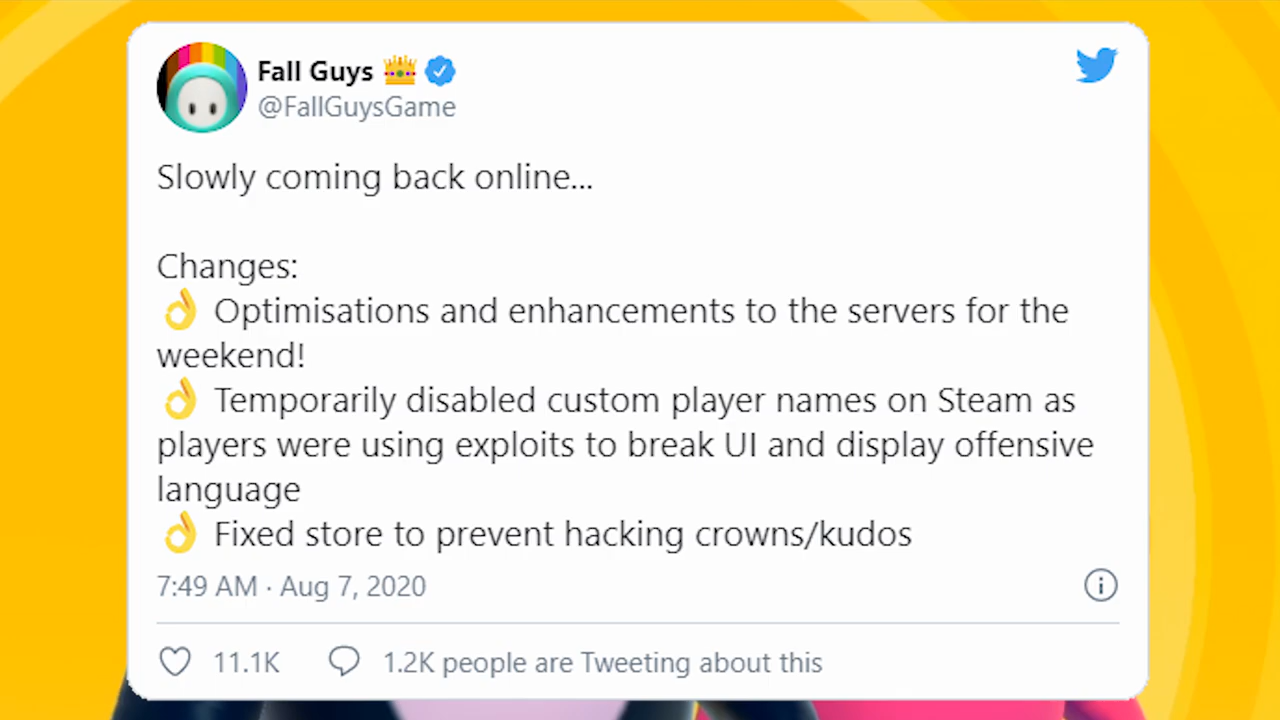 Fall Guys 👑
@FallGuysGame
Slowly coming back online...
Changes:
👌 Optimisations and enhancements to the servers for the
weekend!
👌 Temporarily disabled custom player names on Steam as
players were using exploits to break UI and display offensive
language
👌 Fixed store to prevent hacking crowns/kudos
7:49 AM · Aug 7, 2020
11.1K 1.2K people are Tweeting about this